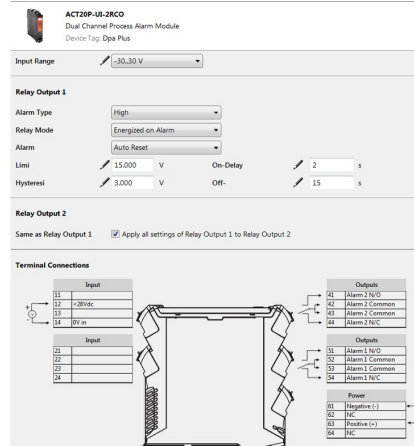 ACT20P-UI-2RCO
Dual Channel Process Alarm Module
Device Tag: Dpa Plus
Input Range -30..30 V
Relay Output 1
Alarm Type High
Relay Mode Energized on Alarm
Alarm Auto Reset
Limi 15.000 V On-Delay 2 s
Hysteresi 3.000 V Off- 15 s
Relay Output 2
Same as Relay Output 1 Apply all settings of Relay Output 1 to Relay Output 2
Terminal Connections
Input
11
12 <28Vdc
13
14 0V in
+
V
-
Input
21
22
23
24
Outputs
41 Alarm 2 N/O
42 Alarm 2 Common
43 Alarm 2 Common
44 Alarm 2 N/C
Outputs
51 Alarm 1 N/O
52 Alarm 1 Common
53 Alarm 1 Common
54 Alarm 1 N/C
Power
61 Negative (-)
62 NC
63 Positive (+)
64 NC